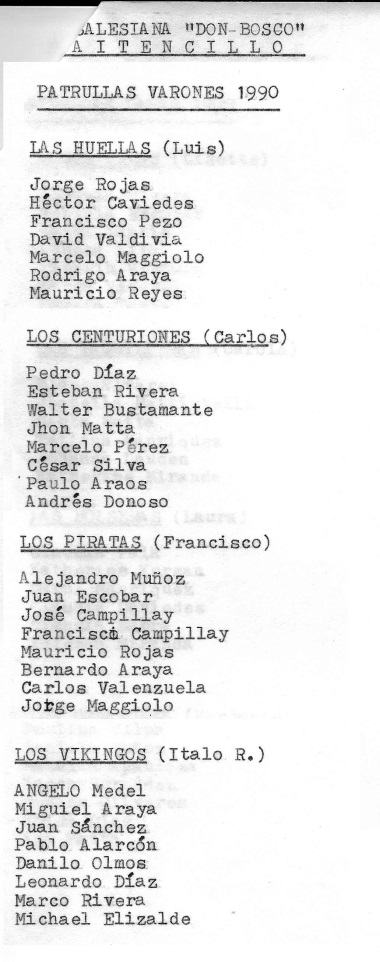 SALESIANA "DON-BOSCO"
A I T E N C I L L O
PATRULLAS VARONES 1990
LAS HUELLAS (Luis)
Jorge Rojas
Héctor Caviedes
Francisco Pezo
David Valdivia
Marcelo Maggiolo
Rodrigo Araya
Mauricio Reyes
LOS CENTURIONES (Carlos)
Pedro Díaz
Esteban Rivera
Walter Bustamante
Jhon Matta
Marcelo Pérez
César Silva
Paulo Araos
Andrés Donoso
LOS PIRATAS (Francisco)
Alejandro Muñoz
Juan Escobar
José Campillay
Francisci Campillay
Mauricio Rojas
Bernardo Araya
Carlos Valenzuela
Jorge Maggiolo
LOS VIKINGOS (Italo R.)
ANGELO Medel
Miguiel Araya
Juan Sánchez
Pablo Alarcón
Danilo Olmos
Leonardo Díaz
Marco Rivera
Michael Elizalde